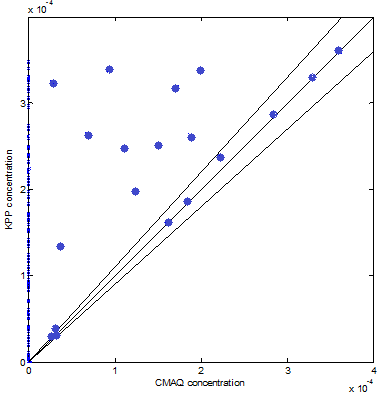 x 10^-4
3
KPP concentration
2
1
0
0
1
2
3
4
CMAQ concentration
x 10^-4